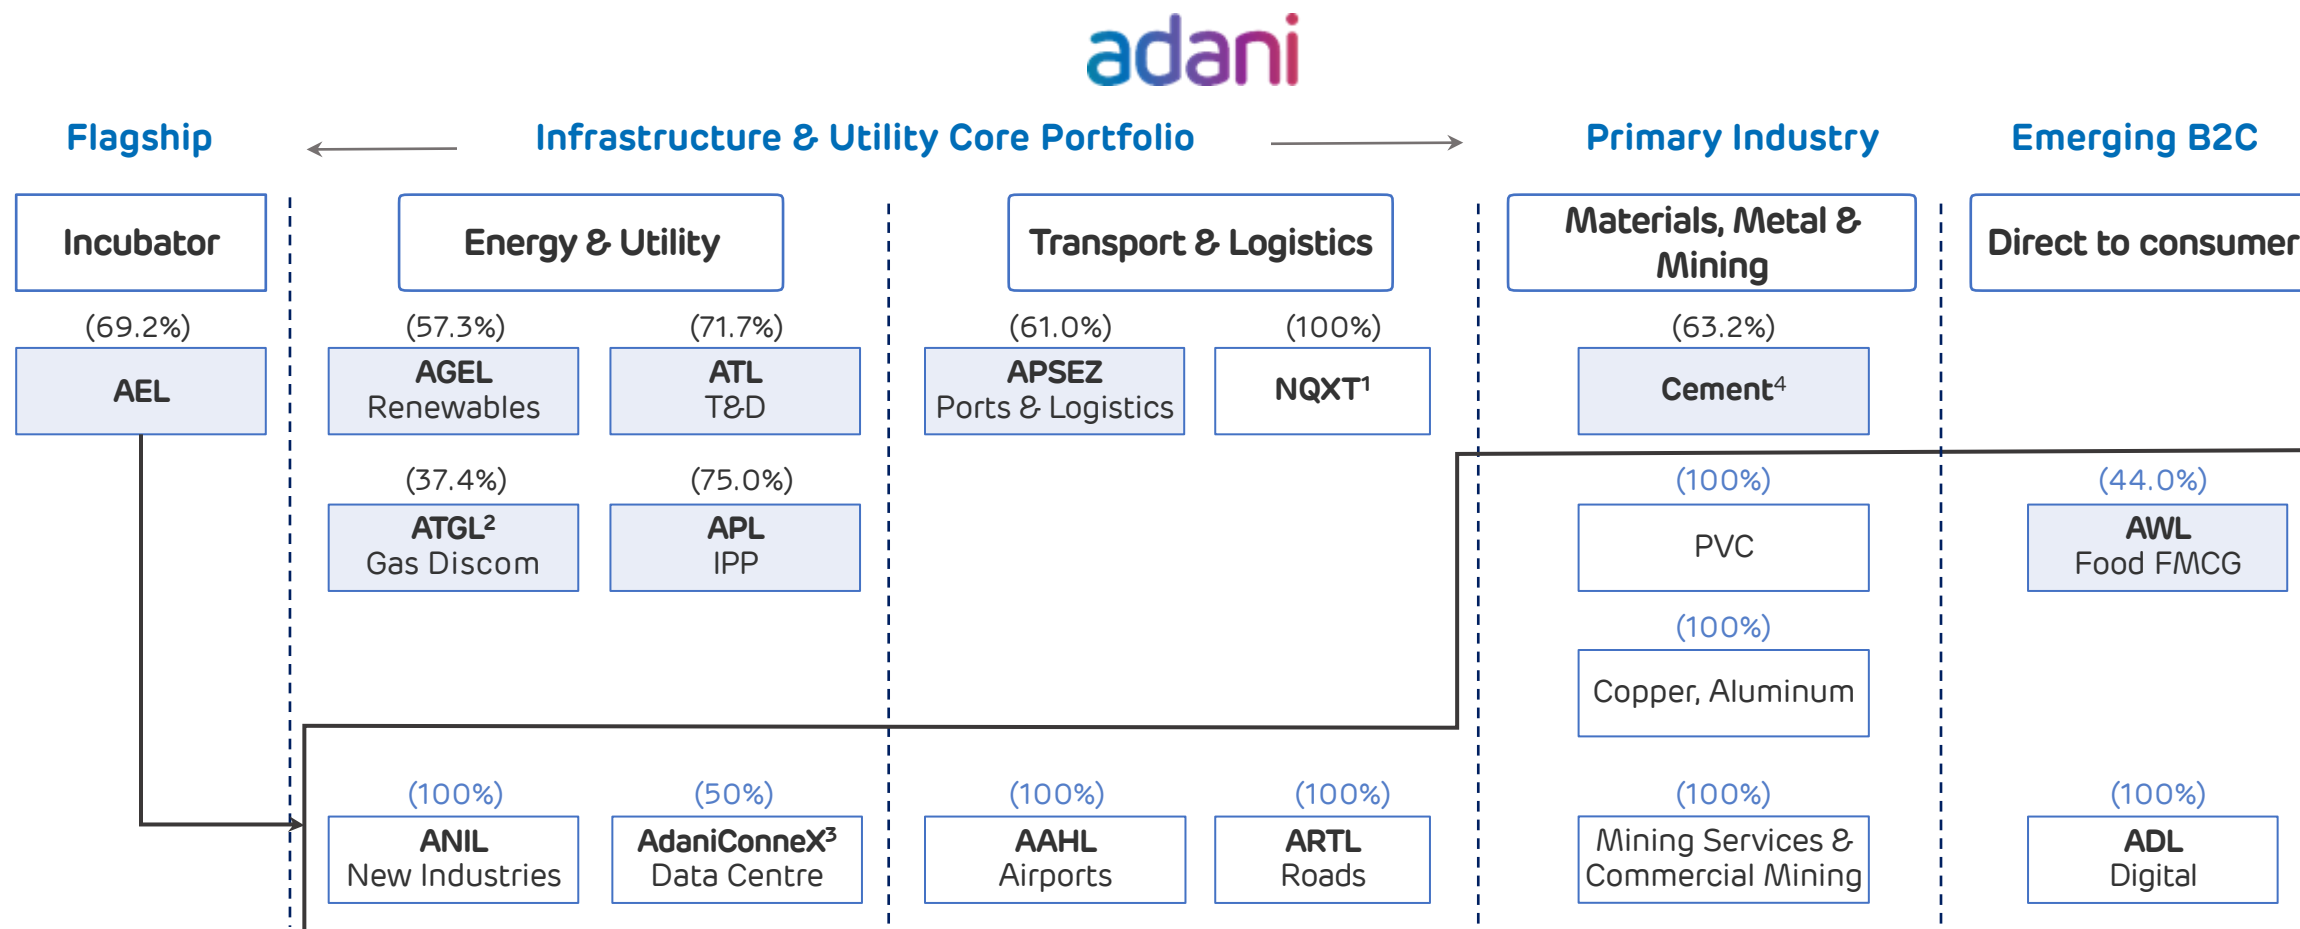 adani
Flagship
Infrastructure & Utility Core Portfolio
Primary Industry
Emerging B2C
Incubator
Energy & Utility
Transport & Logistics
Materials, Metal &
Mining
Direct to consumer
(69.2%)
(57.3%)
(71.7%)
(61.0%)
(100%)
(63.2%)
AEL
AGEL
Renewables
ATL
T&D
APSEZ
Ports & Logistics
NQXT¹
Cement⁴
(37.4%)
(75.0%)
(100%)
(44.0%)
ATGL²
Gas Discom
APL
IPP
PVC
AWL
Food FMCG
(100%)
Copper, Aluminum
(100%)
(50%)
(100%)
(100%)
(100%)
(100%)
ANIL
New Industries
AdaniConneX³
Data Centre
AAHL
Airports
ARTL
Roads
Mining Services &
Commercial Mining
ADL
Digital